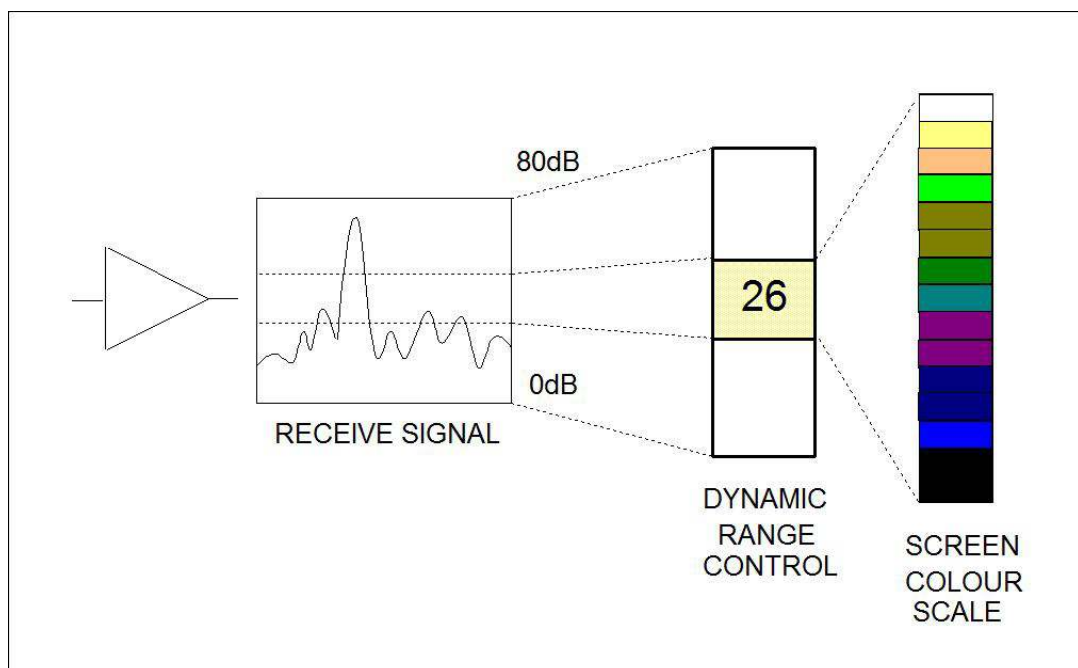 80dB
26
0dB
RECEIVE SIGNAL
DYNAMIC
RANGE
CONTROL
SCREEN
COLOUR
SCALE